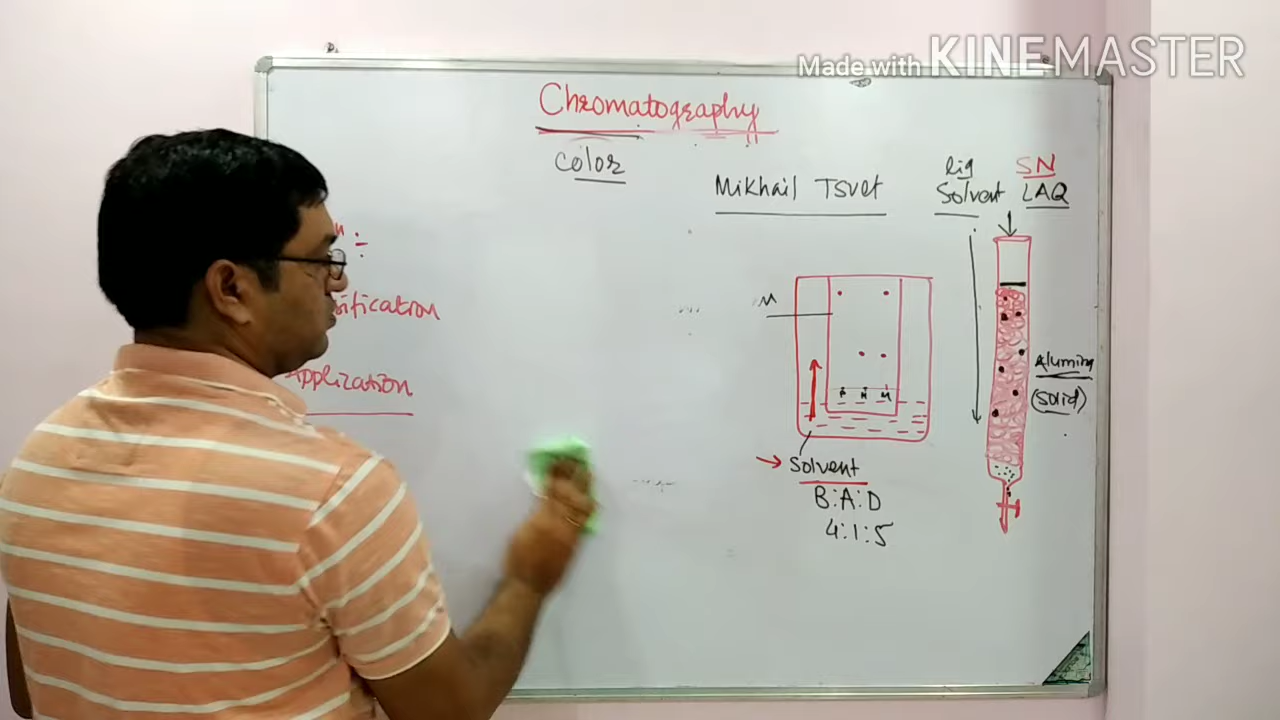 Made with KINEMASTER
Chromatography
Color
Mikhail Tsvet
liq SN
Solvent LAQ
Application
Alumina
(Solid)
→ Solvent
B:A:D
4:1:5